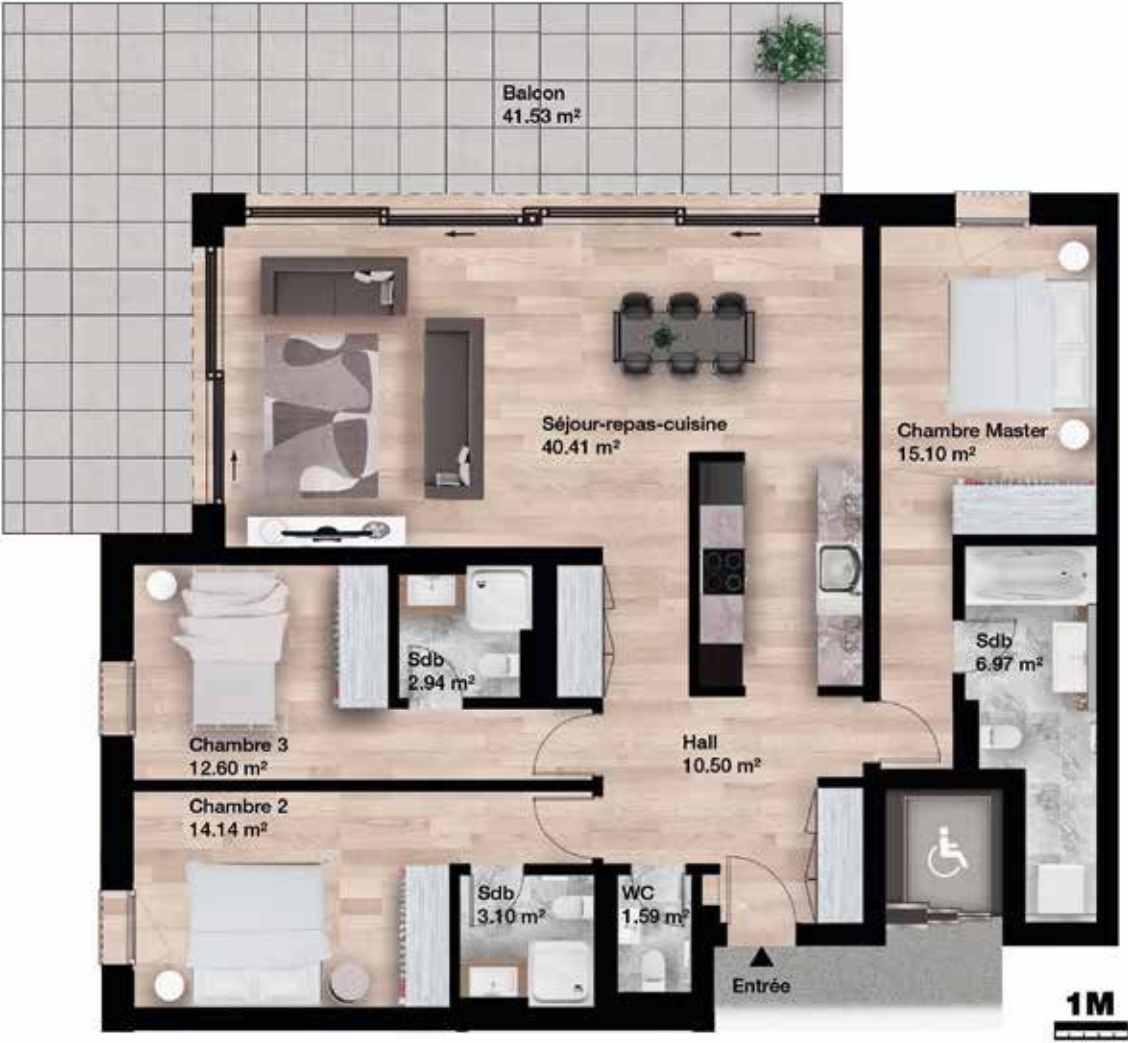 Balcon
41.53 m²
Séjour-repas-cuisine
40.41 m²
Chambre Master
15.10 m²
Sdb
2.94 m²
Sdb
6.97 m²
Chambre 3
12.60 m²
Hall
10.50 m²
Chambre 2
14.14 m²
Sdb
3.10 m²
WC
1.59 m²
Entrée
1M